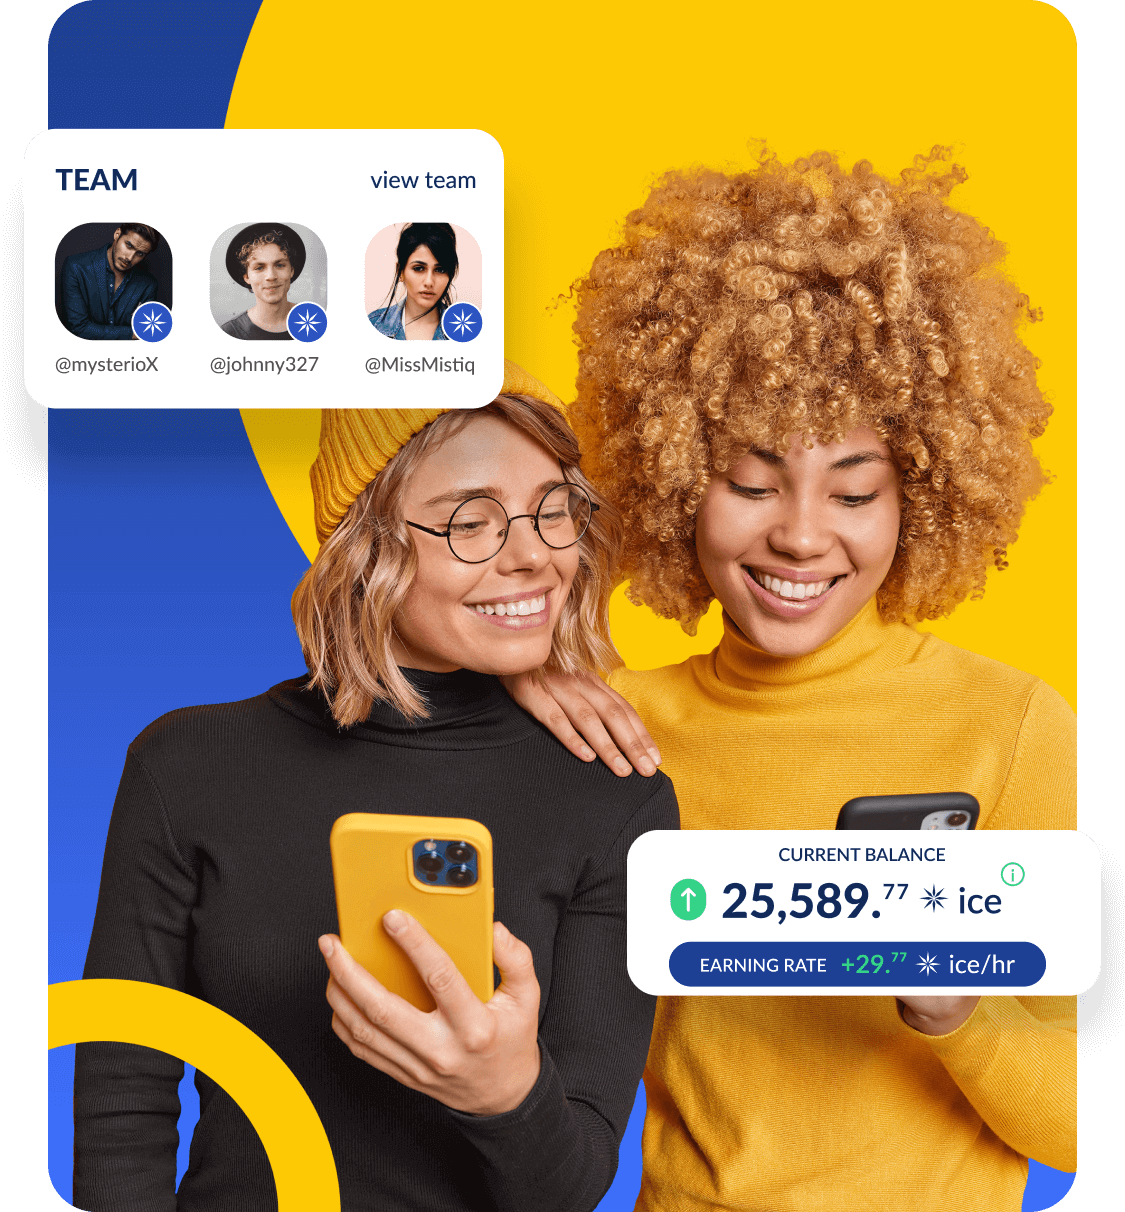 TEAM view team
@mysterioX @johnny327 @MissMistiq
CURRENT BALANCE
25,589.77 ice
EARNING RATE +29.77 ice/hr